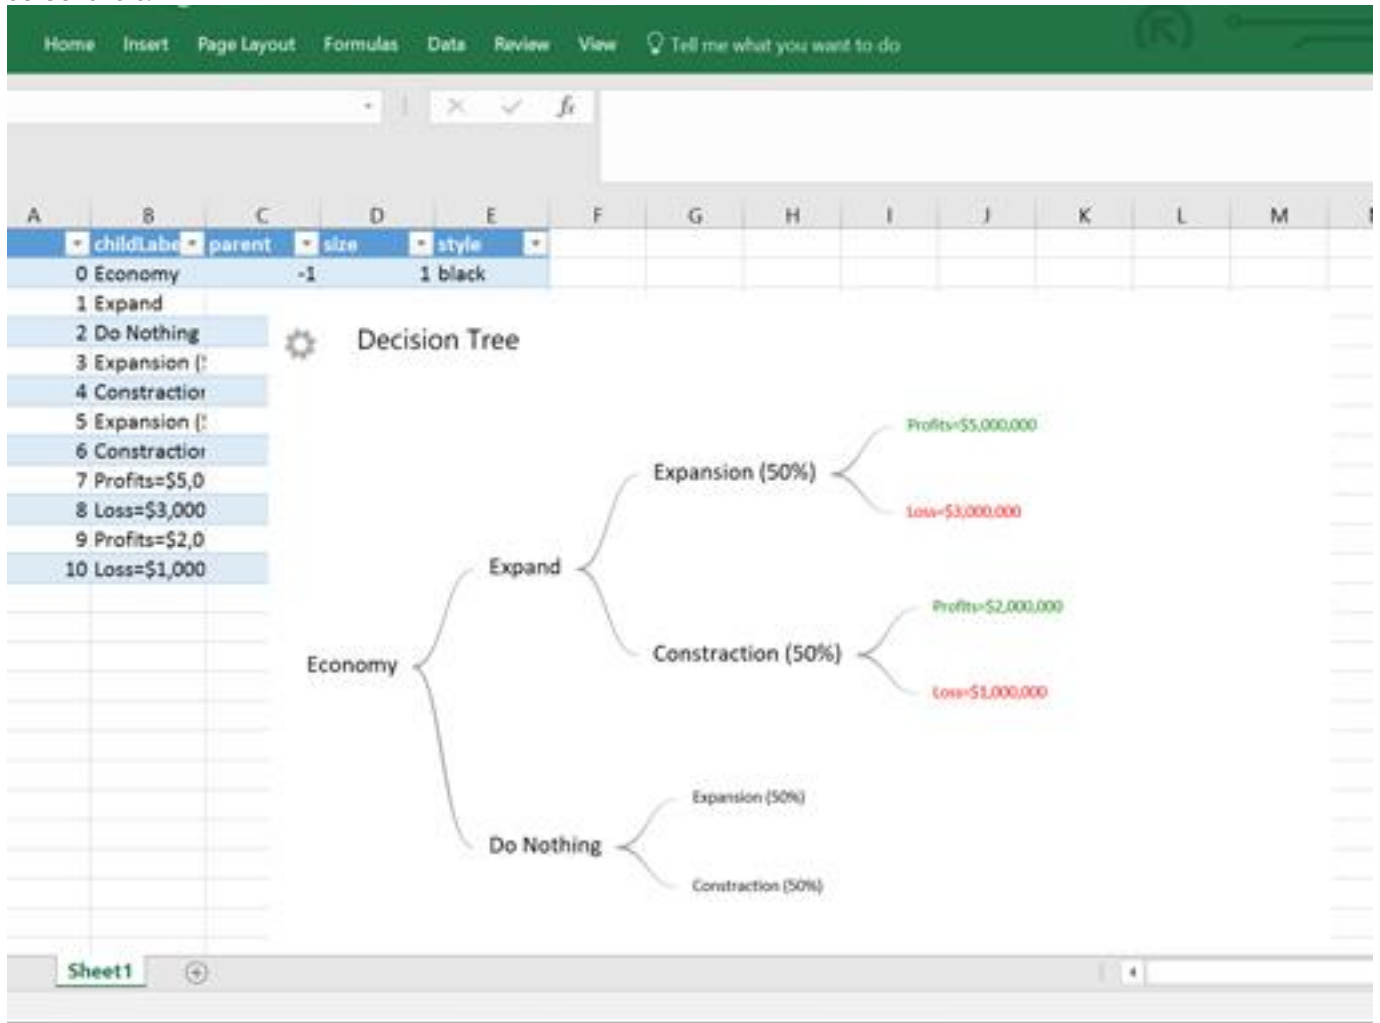 Home Insert Page Layout Formulas Data Review View Tell me what you want to do
fx
A B C D E F G H I J K L M
childLabe parent size style
0 Economy -1 1 black
1 Expand
2 Do Nothing
3 Expansion (
4 Constraction
5 Expansion (
6 Constraction
7 Profits=$5,0
8 Loss=$3,000
9 Profits=$2,0
10 Loss=$1,000
Decision Tree
Profits=$5,000,000
Expansion (50%)
Loss=$3,000,000
Expand
Profits=$2,000,000
Constraction (50%)
Economy
Loss=$1,000,000
Expansion (50%)
Do Nothing
Constraction (50%)
Sheet1